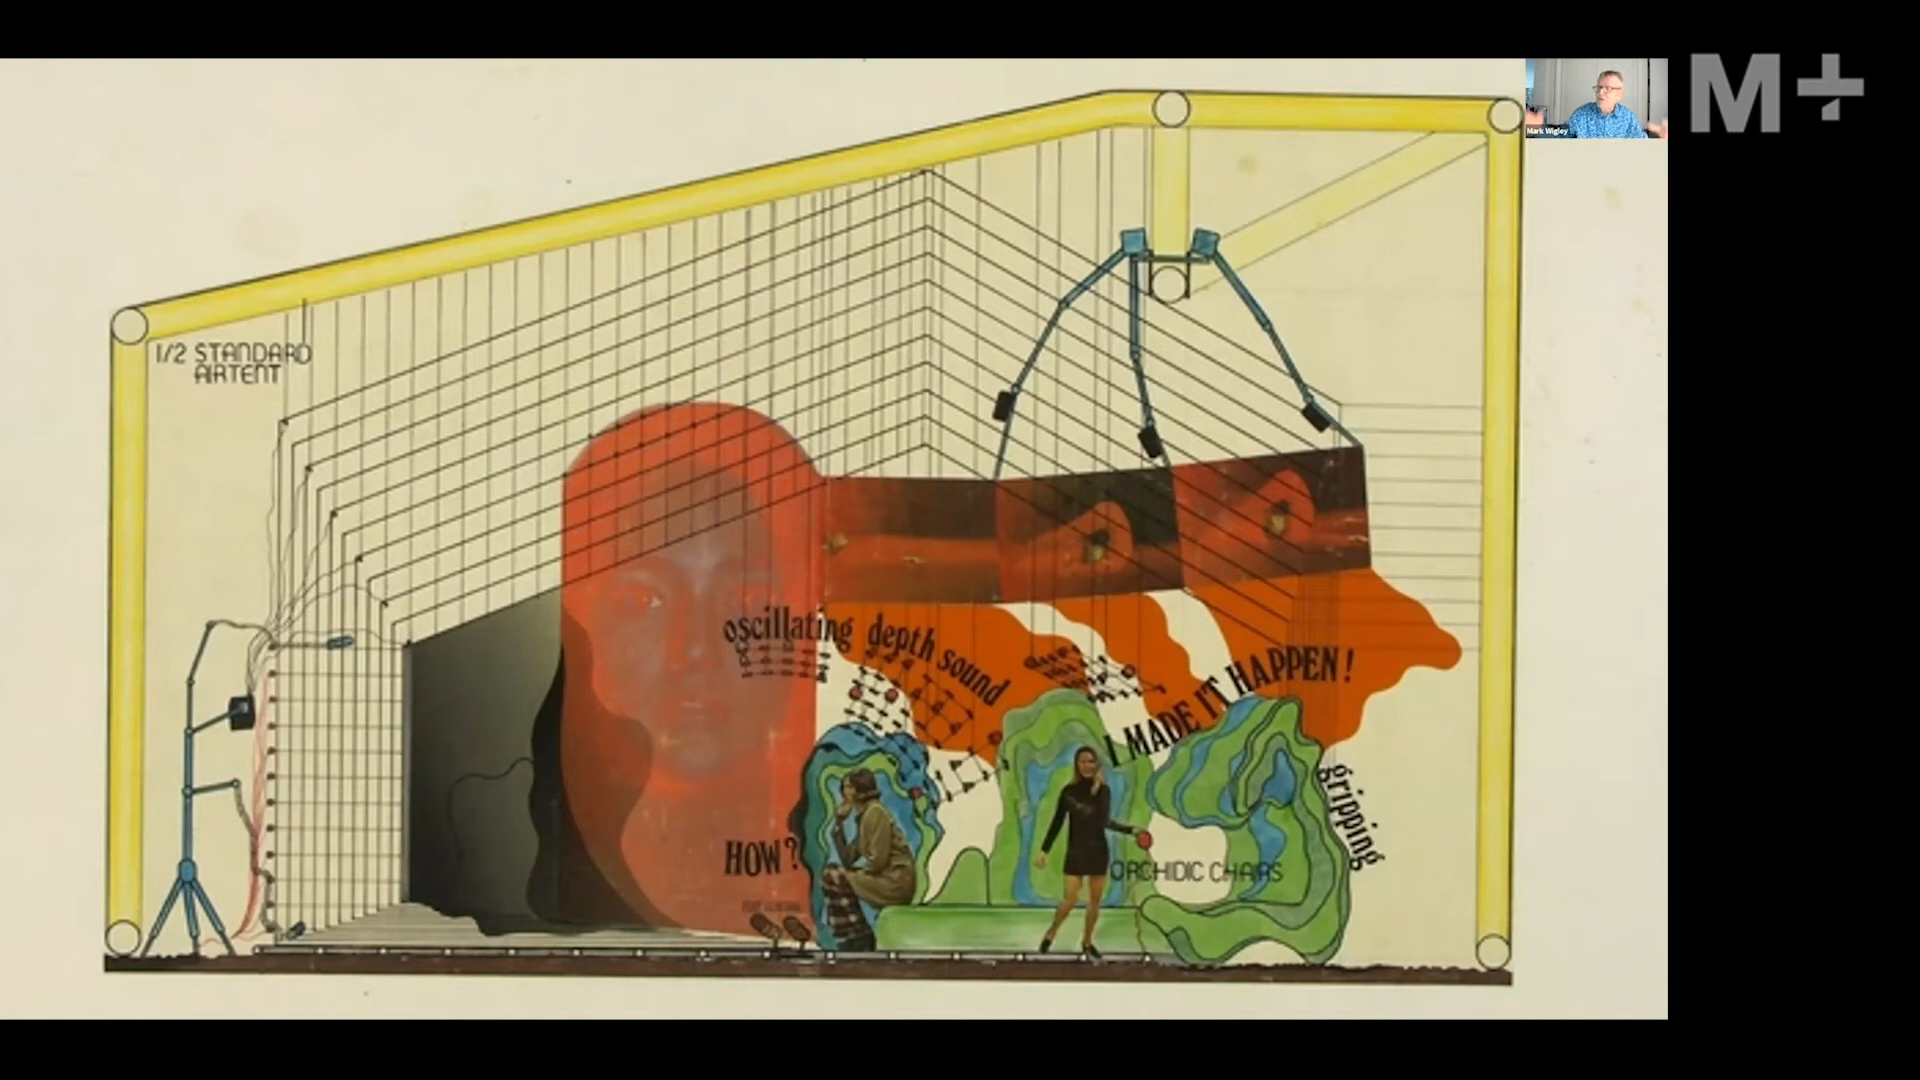 M+
Mark Wigley
1/2 STANDARD
AIRTENT
oscillating depth sound
I MADE IT HAPPEN!
gripping
HOW?
ORCHIDIC CHAIRS